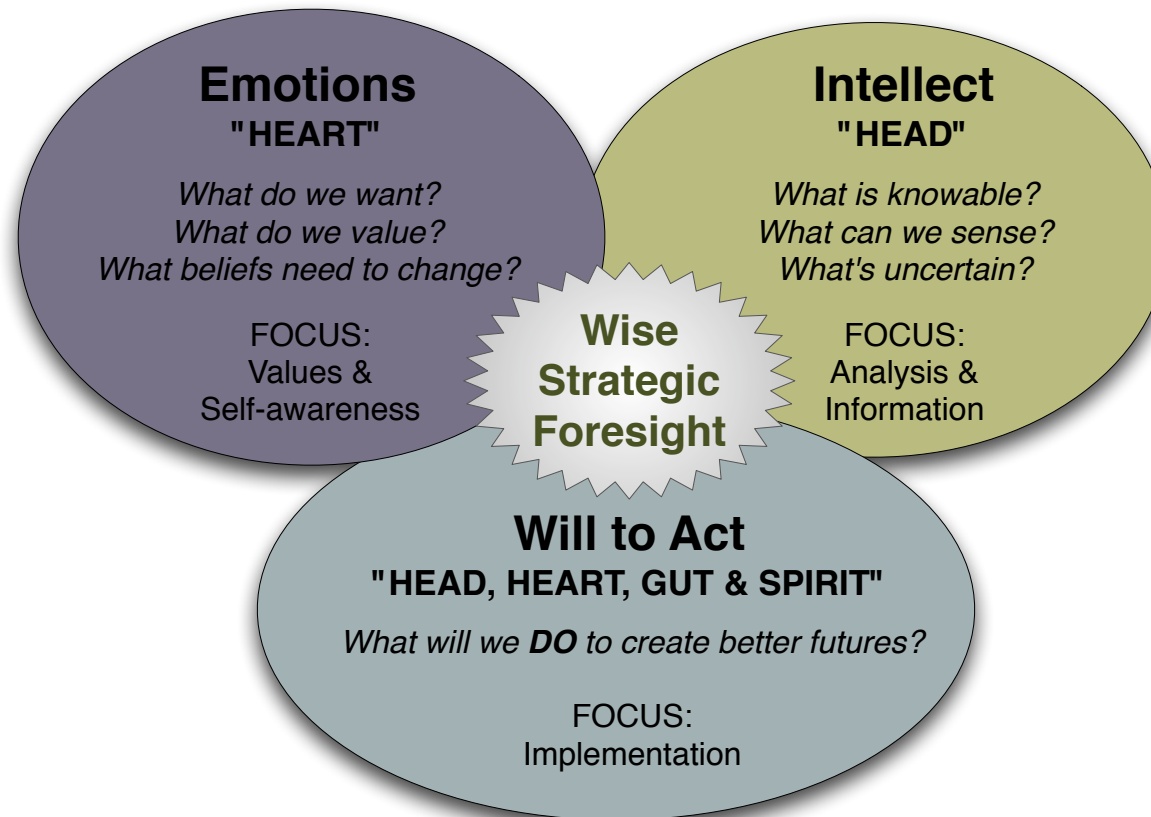 Emotions
"HEART"
What do we want?
What do we value?
What beliefs need to change?
FOCUS:
Values &
Self-awareness
Intellect
"HEAD"
What is knowable?
What can we sense?
What's uncertain?
FOCUS:
Analysis &
Information
Wise
Strategic
Foresight
Will to Act
"HEAD, HEART, GUT & SPIRIT"
What will we DO to create better futures?
FOCUS:
Implementation